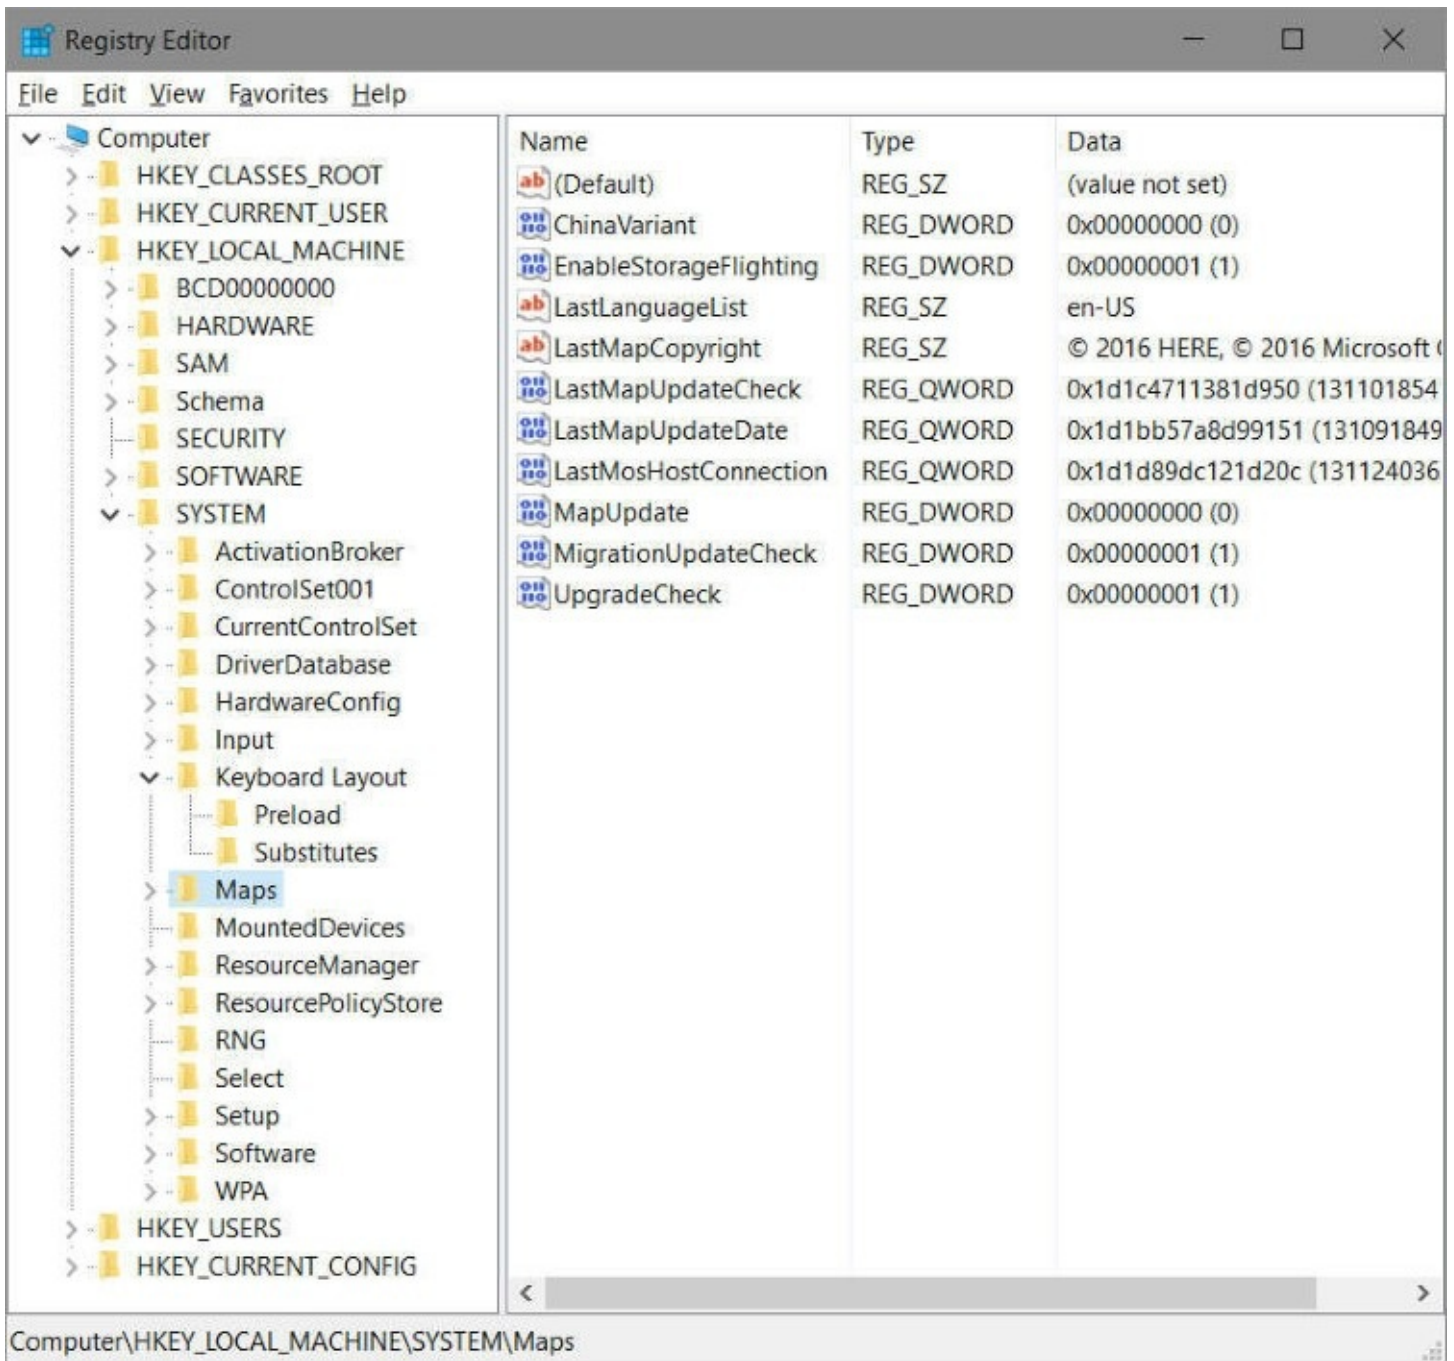 Registry Editor
File Edit View Favorites Help
Computer
HKEY_CLASSES_ROOT
HKEY_CURRENT_USER
HKEY_LOCAL_MACHINE
BCD00000000
HARDWARE
SAM
Schema
SECURITY
SOFTWARE
SYSTEM
ActivationBroker
ControlSet001
CurrentControlSet
DriverDatabase
HardwareConfig
Input
Keyboard Layout
Preload
Substitutes
Maps
MountedDevices
ResourceManager
ResourcePolicyStore
RNG
Select
Setup
Software
WPA
HKEY_USERS
HKEY_CURRENT_CONFIG
Name Type Data
(Default) REG_SZ (value not set)
ChinaVariant REG_DWORD 0x00000000 (0)
EnableStorageFlighting REG_DWORD 0x00000001 (1)
LastLanguageList REG_SZ en-US
LastMapCopyright REG_SZ © 2016 HERE, © 2016 Microsoft
LastMapUpdateCheck REG_QWORD 0x1d1c4711381d950 (131101854
LastMapUpdateDate REG_QWORD 0x1d1bb57a8d99151 (131091849
LastMosHostConnection REG_QWORD 0x1d1d89dc121d20c (131124036
MapUpdate REG_DWORD 0x00000000 (0)
MigrationUpdateCheck REG_DWORD 0x00000001 (1)
UpgradeCheck REG_DWORD 0x00000001 (1)
Computer\HKEY_LOCAL_MACHINE\SYSTEM\Maps